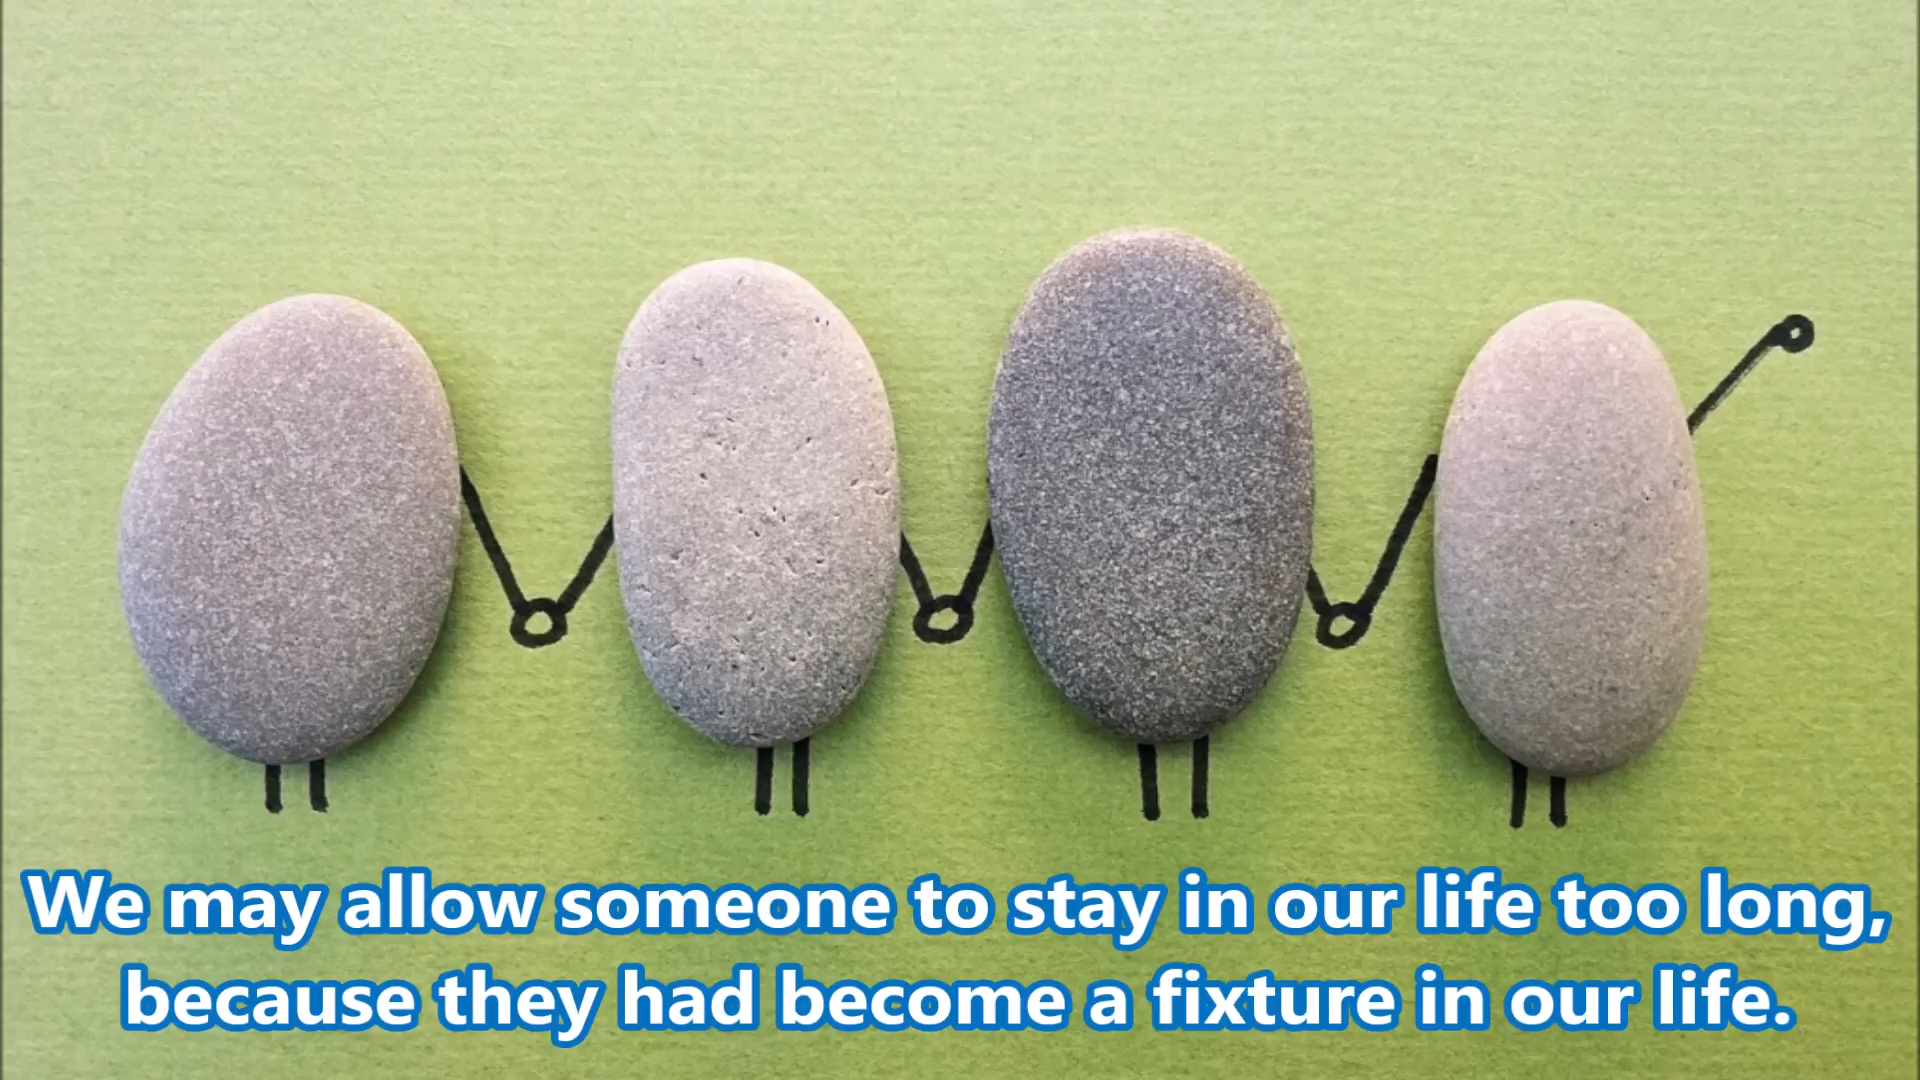 We may allow someone to stay in our life too long,
because they had become a fixture in our life.